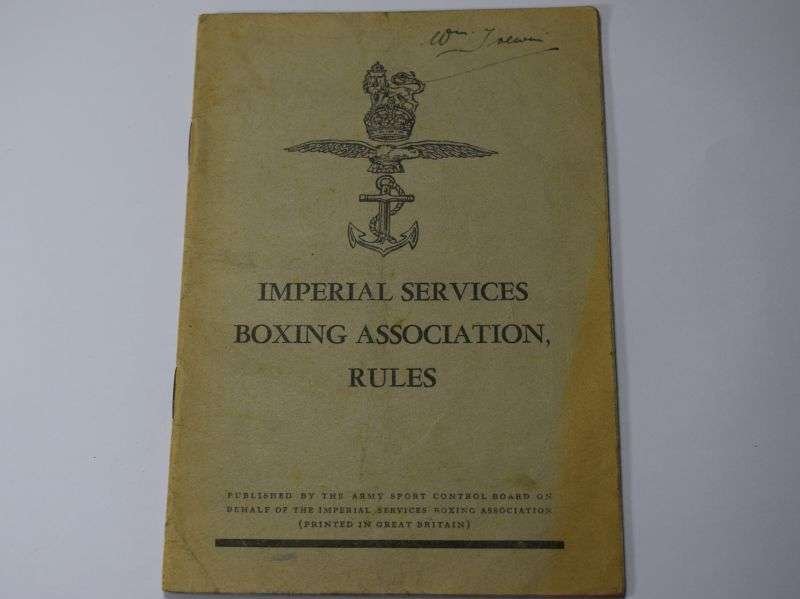 Wm.
IMPERIAL SERVICES
BOXING ASSOCIATION,
RULES
PUBLISHED BY THE ARMY SPORT CONTROL BOARD ON
BEHALF OF THE IMPERIAL SERVICES BOXING ASSOCIATION
(PRINTED IN GREAT BRITAIN)